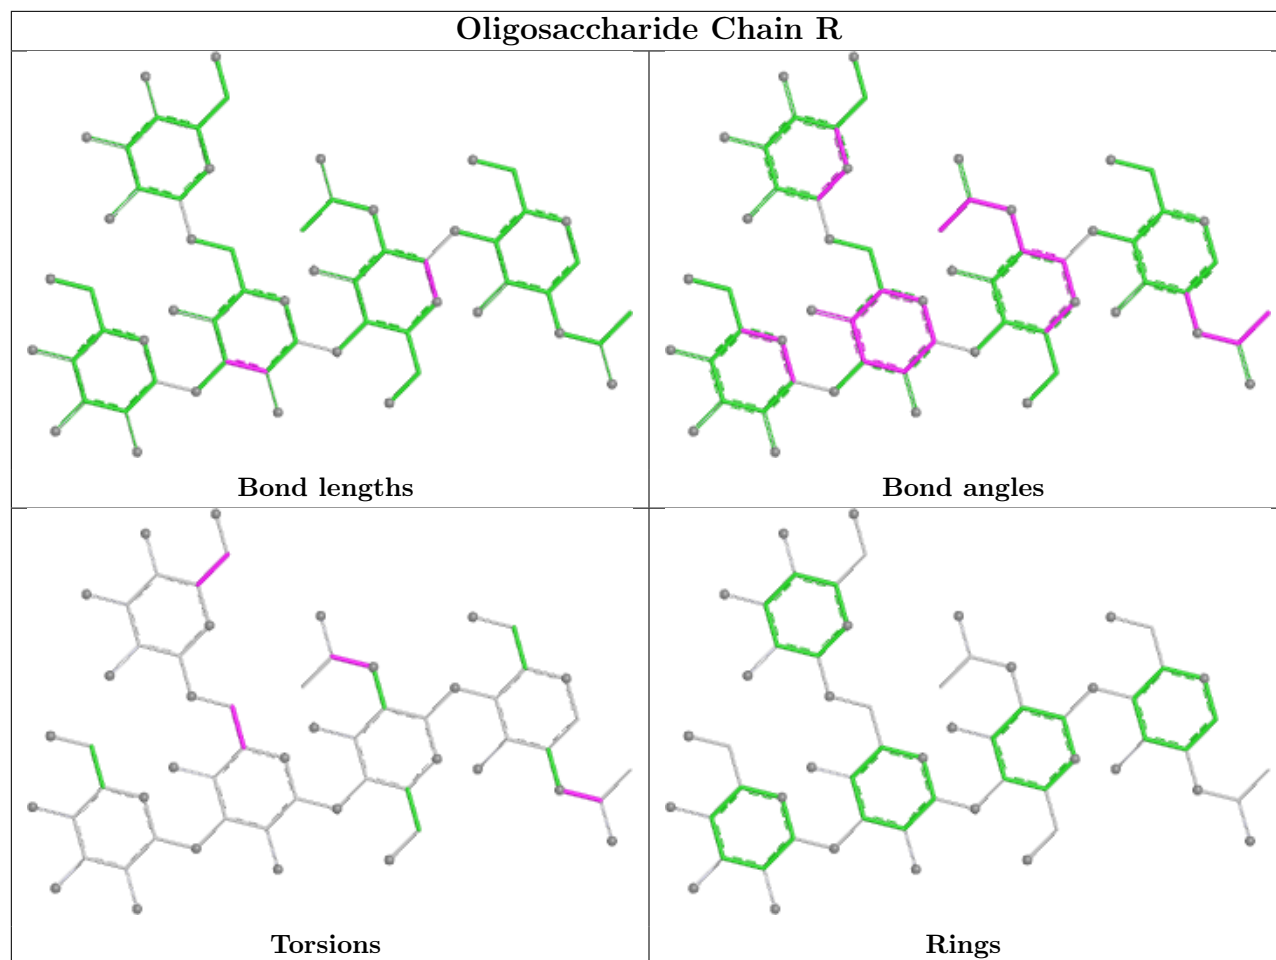 Oligosaccharide Chain R
Bond lengths
Bond angles
Torsions
Rings